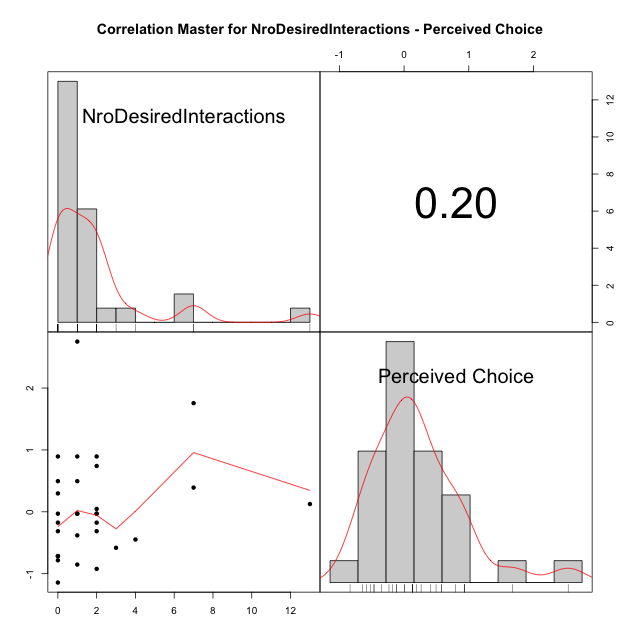 Correlation Master for NroDesiredInteractions - Perceived Choice
-1 0 1 2
NroDesiredInteractions
0.20
12
10
8
6
4
2
0
Perceived Choice
2
1
0
-1
0 2 4 6 8 10 12